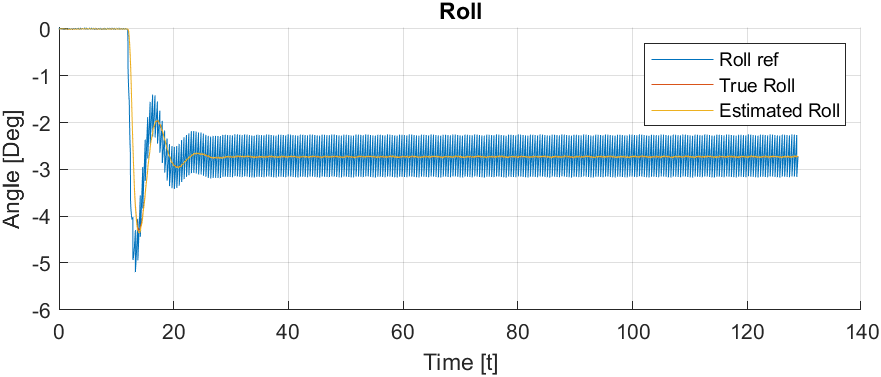 Roll
0
-1
-2
-3
-4
-5
-6
Angle [Deg]
Roll ref
True Roll
Estimated Roll
0 20 40 60 80 100 120 140
Time [t]